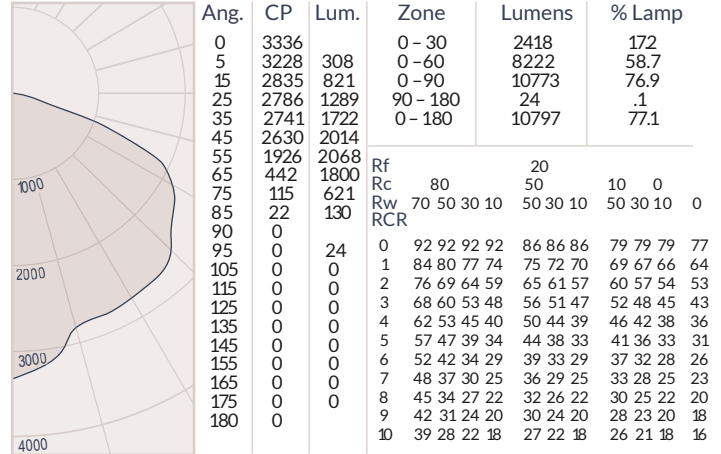 Ang. CP Lum.
0 3336
5 3228 308
15 2835 821
25 2786 1289
35 2741 1722
45 2630 2014
55 1926 2068
65 442 1800
75 115 621
85 22 130
90 0
95 0 24
105 0 0
115 0 0
125 0 0
135 0 0
145 0 0
155 0 0
165 0 0
175 0 0
180 0
Zone Lumens % Lamp
0 – 30 2418 172
0 – 60 8222 58.7
0 – 90 10773 76.9
90 – 180 24 .1
0 – 180 10797 77.1
Rf 20
Rc 80 50 10 0
Rw 70 50 30 10 50 30 10 50 30 10 0
RCR
0 92 92 92 92 86 86 86 79 79 79 77
1 84 80 77 74 75 72 70 69 67 66 64
2 76 69 64 59 65 61 57 60 57 54 53
3 68 60 53 48 56 51 47 52 48 45 43
4 62 53 45 40 50 44 39 46 42 38 36
5 57 47 39 34 44 38 33 41 36 33 31
6 52 42 34 29 39 33 29 37 32 28 26
7 48 37 30 25 36 29 25 33 28 25 23
8 45 34 27 22 32 26 22 30 25 22 20
9 42 31 24 20 30 24 20 28 23 20 18
10 39 28 22 18 27 22 18 26 21 18 16
1000
2000
3000
4000